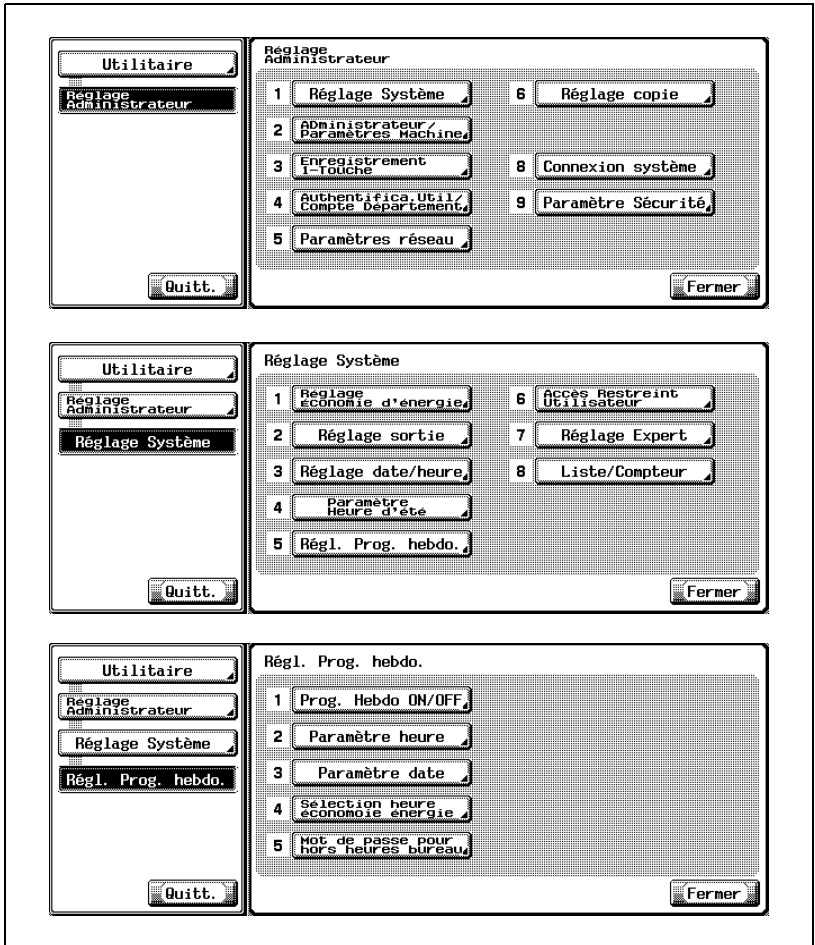 Utilitaire
Réglage
Administrateur
Quitt.
Réglage
Administrateur
1 Réglage Système
2 ADministrateur/
Paramètres Machine
3 Enregistrement
1-Touche
4 Authentifica.Util/
Compte Département
5 Paramètres réseau
6 Réglage copie
8 Connexion système
9 Paramètre Sécurité
Fermer
Utilitaire
Réglage
Administrateur
Réglage Système
Quitt.
Réglage Système
1 Réglage
économie d'énergie
2 Réglage sortie
3 Réglage date/heure
4 Paramètre
Heure d'été
5 Régl. Prog. hebdo.
6 Accès Restreint
Utilisateur
7 Réglage Expert
8 Liste/Compteur
Fermer
Utilitaire
Réglage
Administrateur
Réglage Système
Régl. Prog. hebdo.
Quitt.
Régl. Prog. hebdo.
1 Prog. Hebdo ON/OFF
2 Paramètre heure
3 Paramètre date
4 Sélection heure
économoie énergie
5 Mot de passe pour
hors heures bureau
Fermer